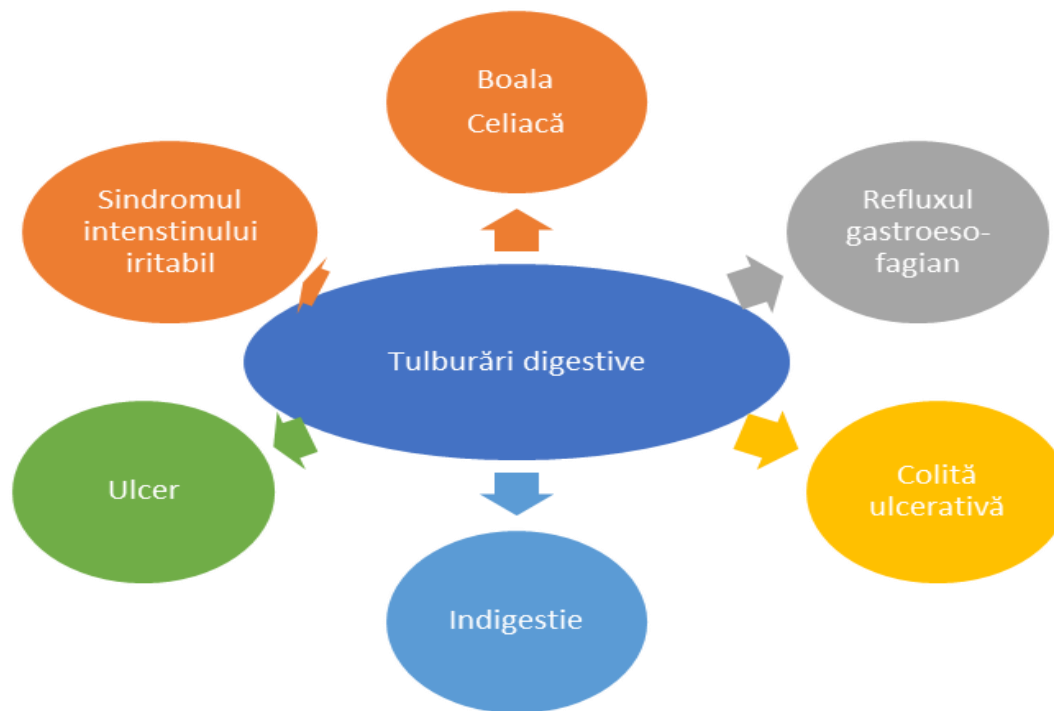 Boala
Celiacă
Sindromul
intenstinului
iritabil
Refluxul
gastroeso-
fagian
Tulburări digestive
Ulcer
Colită
ulcerativă
Indigestie